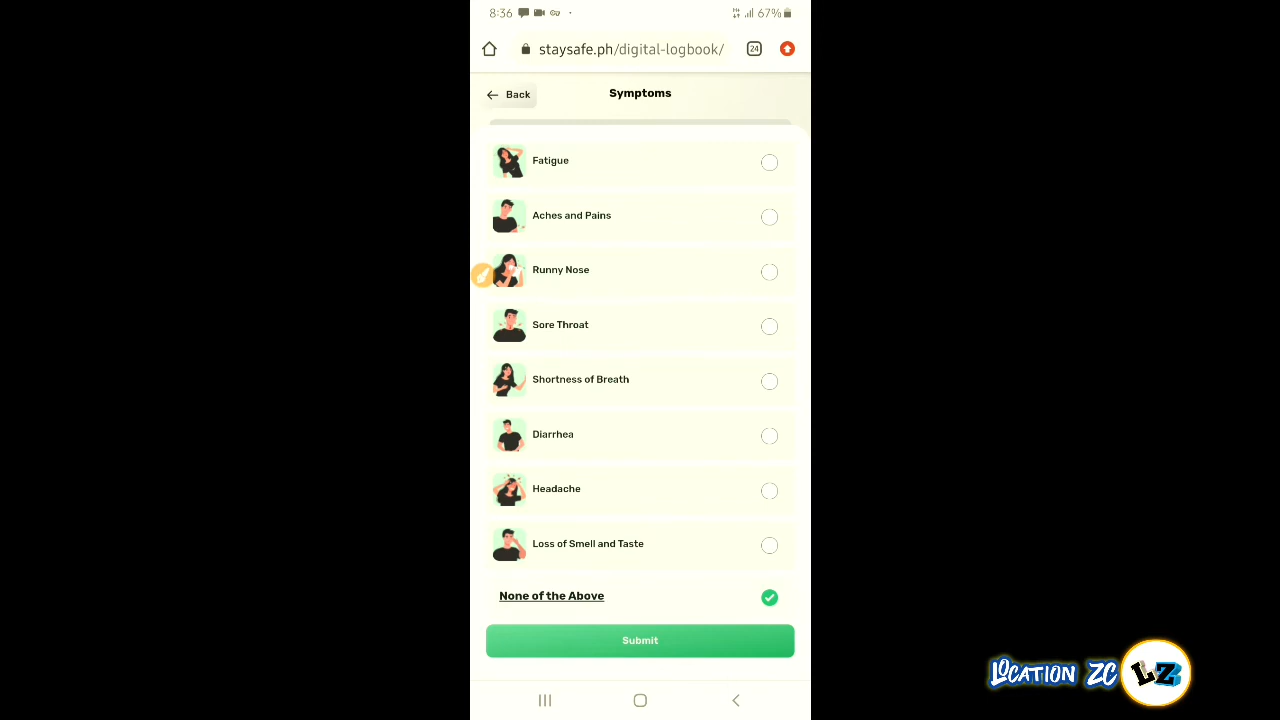 8:36
67%
staysafe.ph/digital-logbook/
24
Back
Symptoms
Fatigue
Aches and Pains
Runny Nose
Sore Throat
Shortness of Breath
Diarrhea
Headache
Loss of Smell and Taste
None of the Above
Submit
LOCATION ZC
LZ